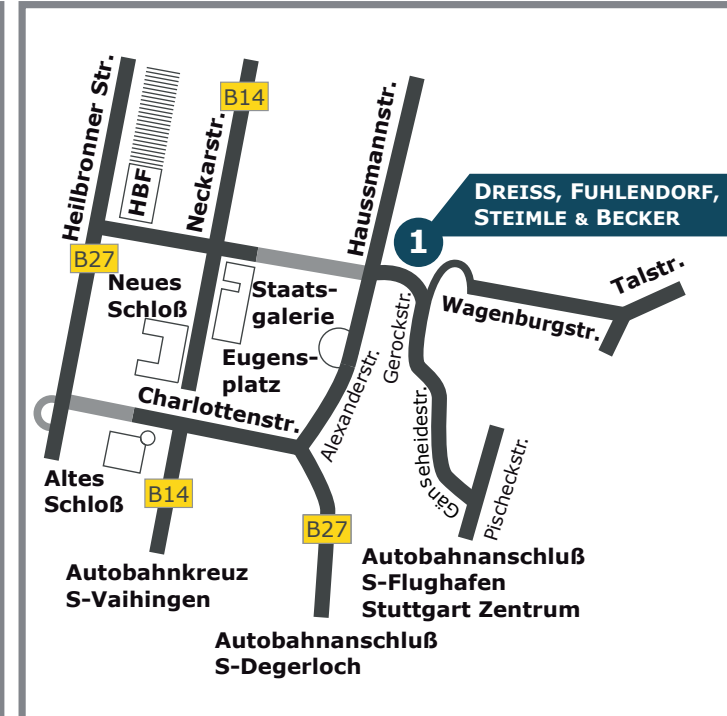 Heilbronner Str.
HBF
Neckarstr.
B14
Haussmannstr.
DREISS, FUHLENDORF,
STEIMLE & BECKER
1
B27
Neues
Schloß
Staats-
galerie
Eugens-
platz
Gerockstr.
Wagenburgstr.
Talstr.
Charlottenstr.
Alexanderstr.
Gänseheidestr.
Pischeckstr.
Altes
Schloß
B14
B27
Autobahnkreuz
S-Vaihingen
Autobahnanschluß
S-Flughafen
Stuttgart Zentrum
Autobahnanschluß
S-Degerloch